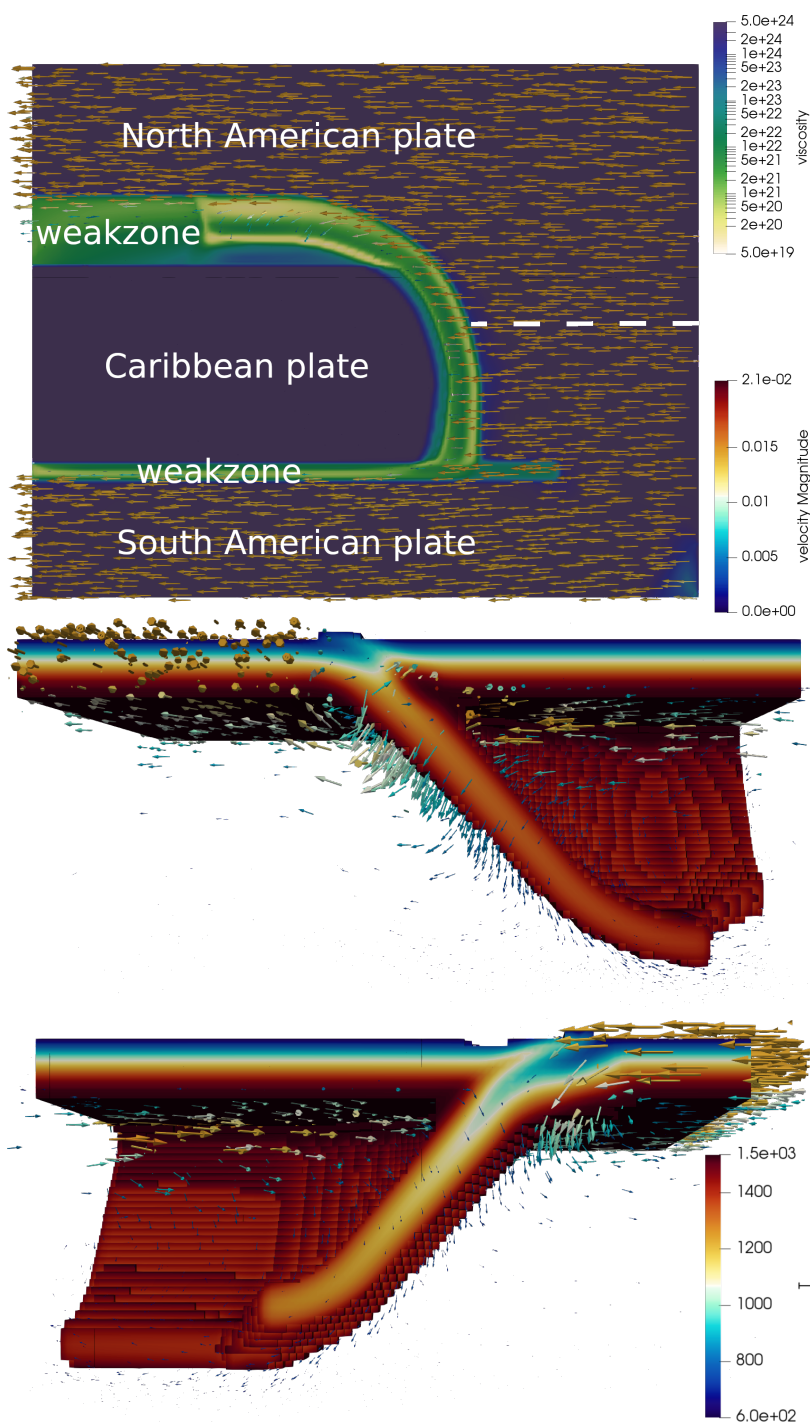 5.0e+24
2e+24
1e+24
5e+23
2e+23
1e+23
5e+22
2e+22
1e+22
5e+21
2e+21
1e+21
5e+20
2e+20
5.0e+19
viscosity
North American plate
weakzone
Caribbean plate
weakzone
South American plate
2.1e-02
0.015
0.01
0.005
0.0e+00
velocity Magnitude
1.5e+03
1400
1200
1000
800
6.0e+02
T